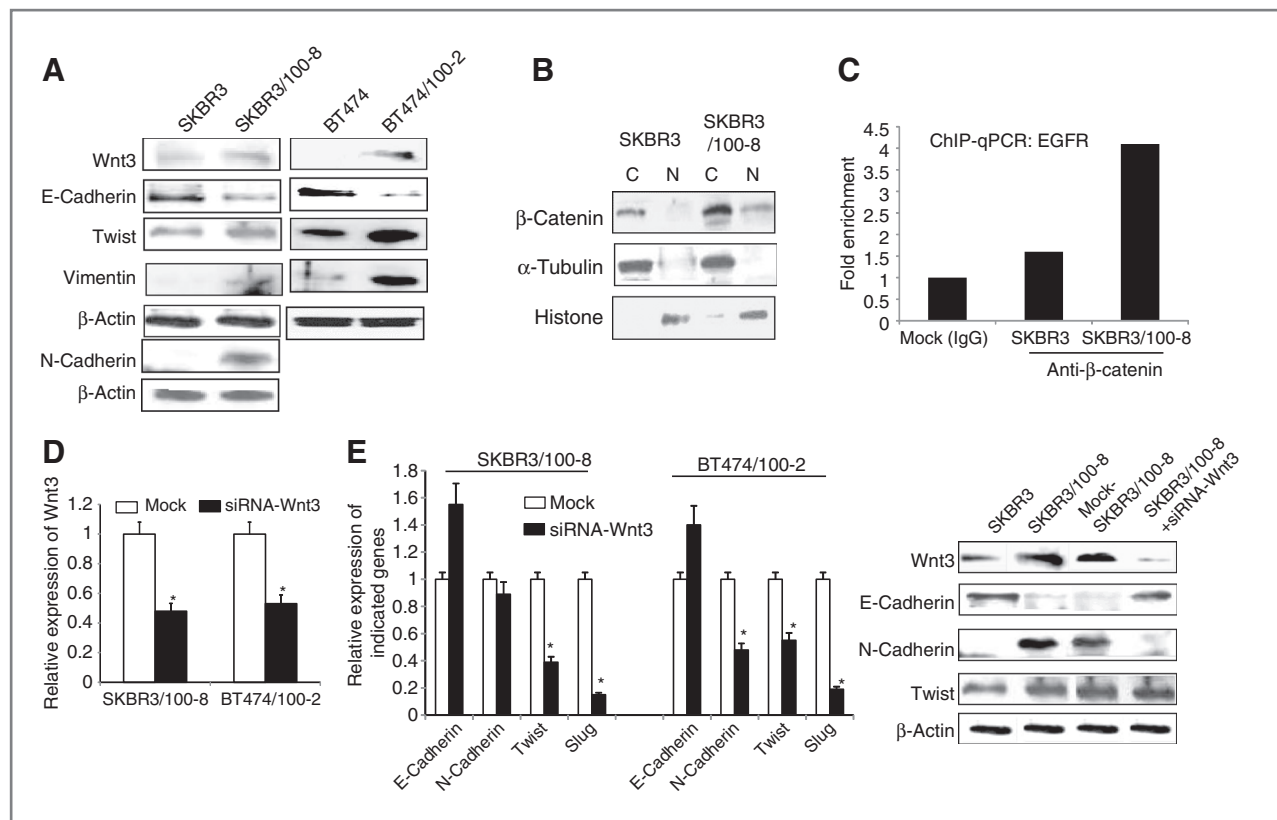 A
SKBR3
SKBR3/100-8
BT474
BT474/100-2
Wnt3
E-Cadherin
Twist
Vimentin
β-Actin
N-Cadherin
β-Actin
B
SKBR3
SKBR3
/100-8
C N C N
β-Catenin
α-Tubulin
Histone
C
ChIP-qPCR: EGFR
Fold enrichment
4.5
4
3.5
3
2.5
2
1.5
1
0.5
0
Mock (IgG)
SKBR3
SKBR3/100-8
Anti-β-catenin
D
Relative expression of Wnt3
Mock
siRNA-Wnt3
1.2
1
0.8
0.6
0.4
0.2
0
*
*
SKBR3/100-8
BT474/100-2
E
Relative expression of
indicated genes
1.8
1.6
1.4
1.2
1
0.8
0.6
0.4
0.2
0
SKBR3/100-8
BT474/100-2
Mock
siRNA-Wnt3
*
*
*
*
*
E-Cadherin
N-Cadherin
Twist
Slug
E-Cadherin
N-Cadherin
Twist
Slug
SKBR3
SKBR3/100-8
Mock-
SKBR3/100-8
SKBR3/100-8
+siRNA-Wnt3
Wnt3
E-Cadherin
N-Cadherin
Twist
β-Actin